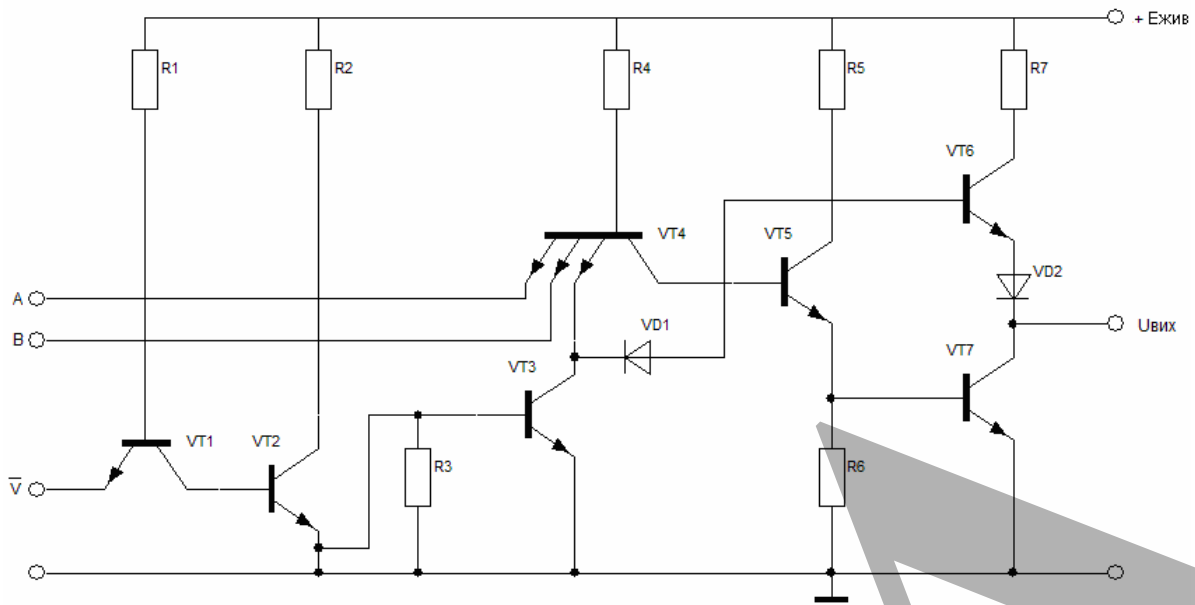 + Ежив
R1
R2
R4
R5
R7
VT6
VT4
VT5
VD2
A
B
VD1
Uвих
VT3
VT7
VT1
VT2
R3
R6
V̅